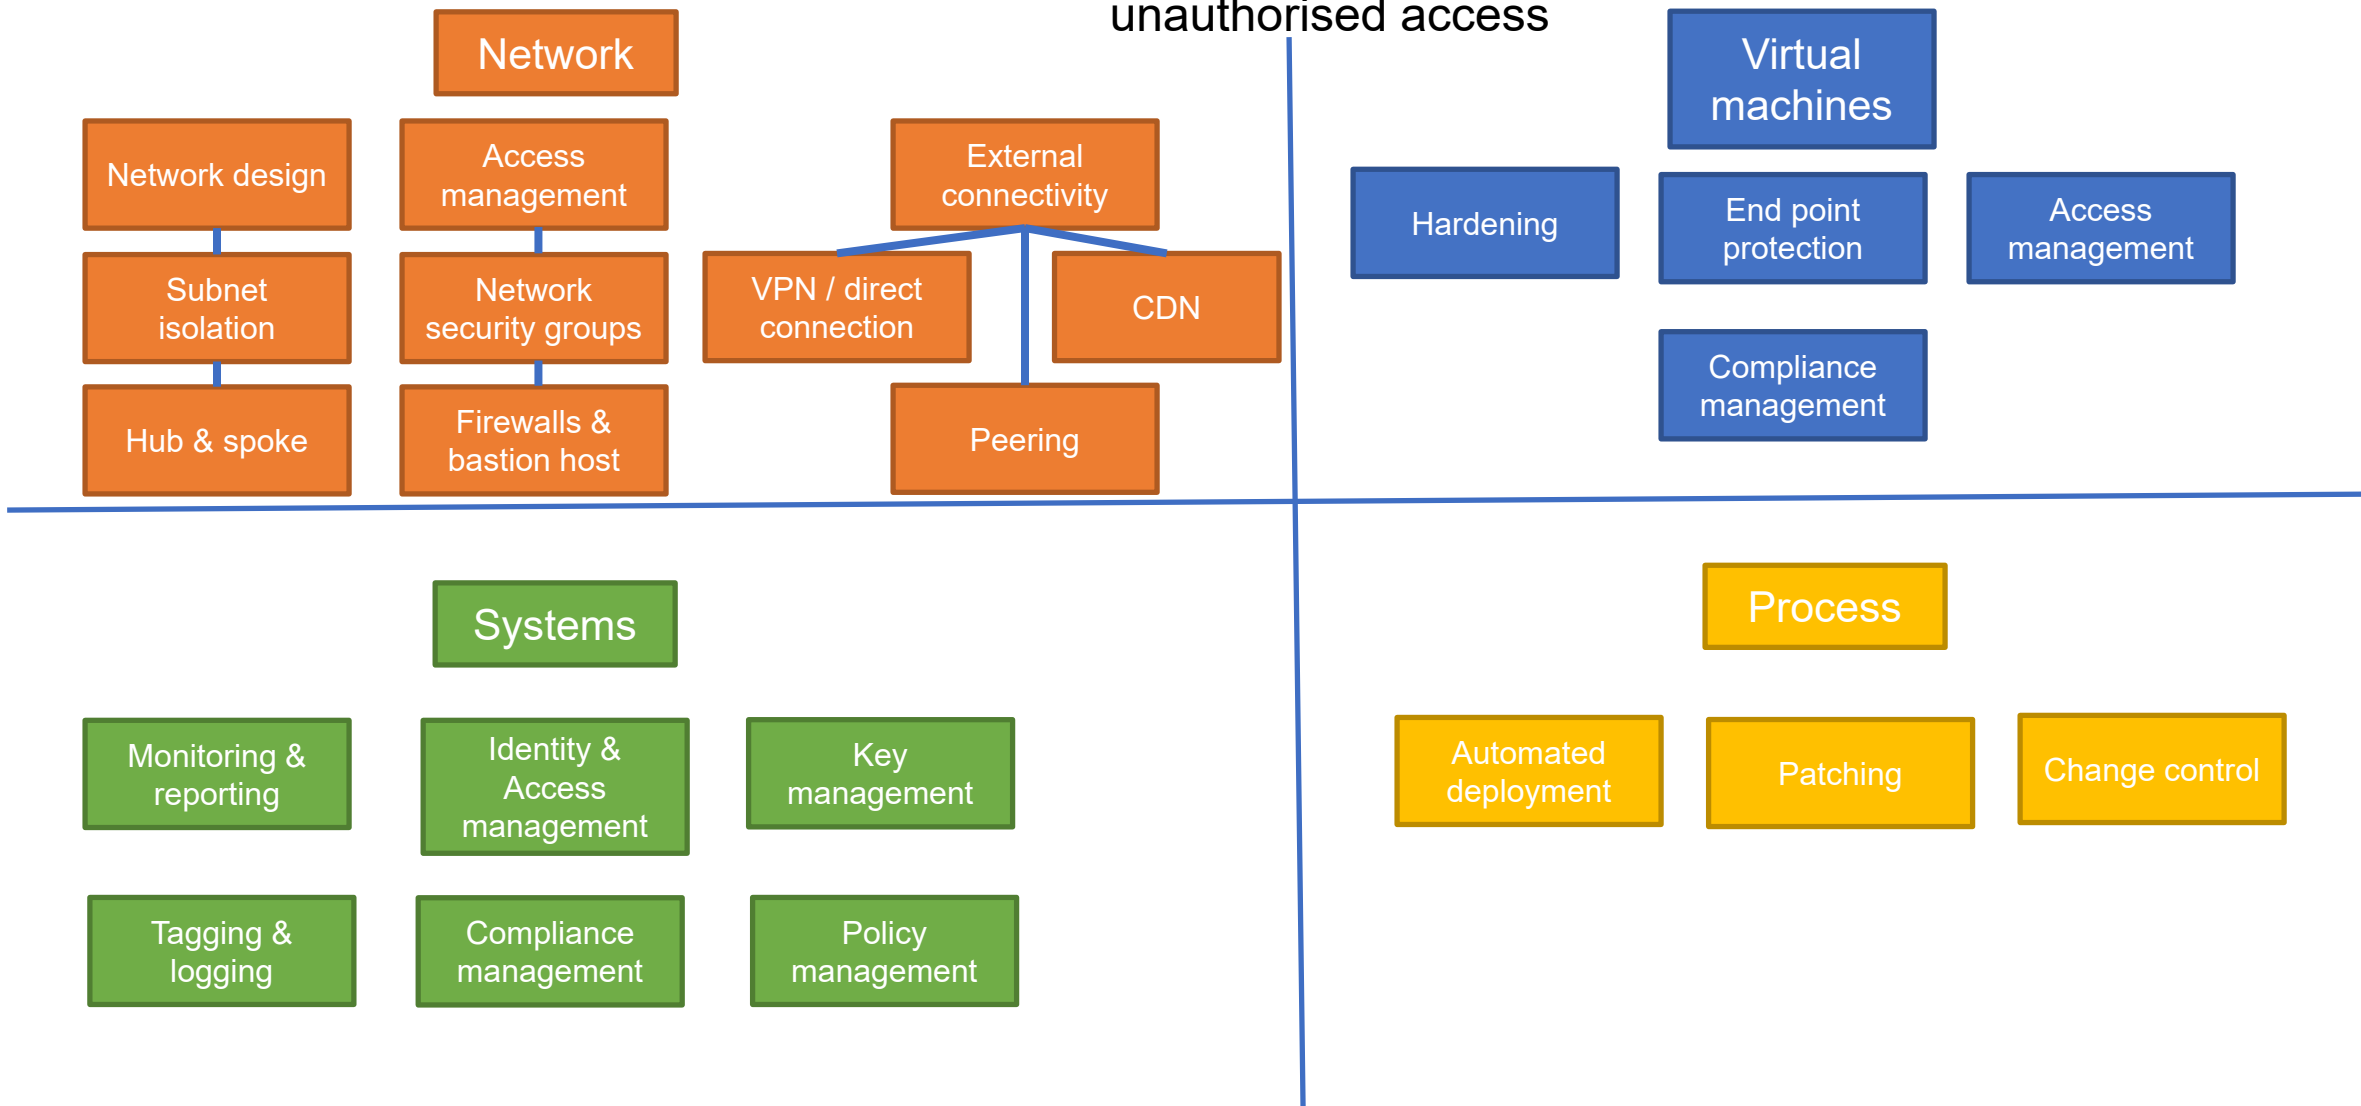 unauthorised access
Network
Network design
Subnet
isolation
Hub & spoke
Access
management
Network
security groups
Firewalls &
bastion host
External
connectivity
VPN / direct
connection
CDN
Peering
Virtual
machines
Hardening
End point
protection
Access
management
Compliance
management
Systems
Monitoring &
reporting
Identity &
Access
management
Key
management
Tagging &
logging
Compliance
management
Policy
management
Process
Automated
deployment
Patching
Change control